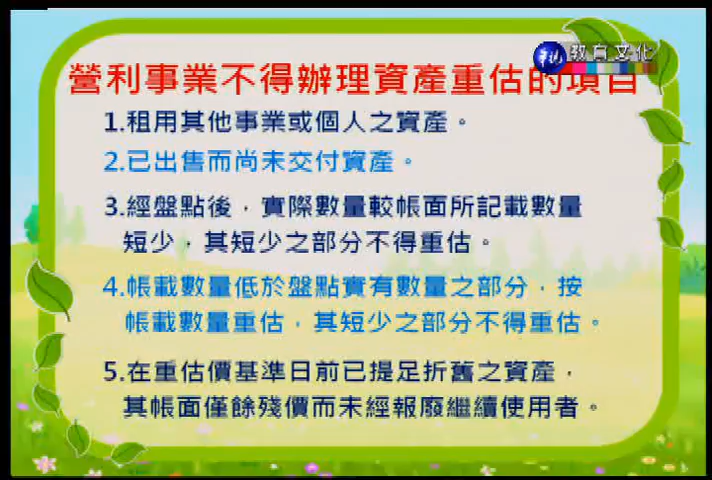 教育文化
營利事業不得辦理資產重估的項目
1.租用其他事業或個人之資產。
2.已出售而尚未交付資產。
3.經盤點後，實際數量較帳面所記載數量
短少，其短少之部分不得重估。
4.帳載數量低於盤點實有數量之部分，按
帳載數量重估，其短少之部分不得重估。
5.在重估價基準日前已提足折舊之資產，
其帳面僅餘殘價而未經報廢繼續使用者。